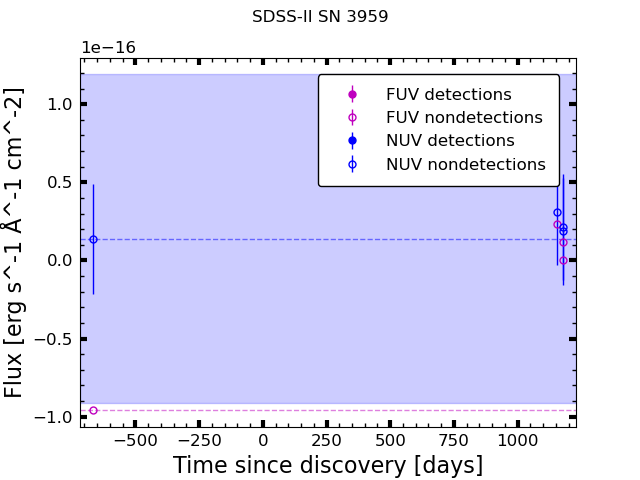 SDSS-II SN 3959
1e−16
FUV detections
FUV nondetections
NUV detections
NUV nondetections
1.0
0.5
0.0
−0.5
−1.0
Flux [erg s^-1 Å^-1 cm^-2]
−500 −250 0 250 500 750 1000
Time since discovery [days]